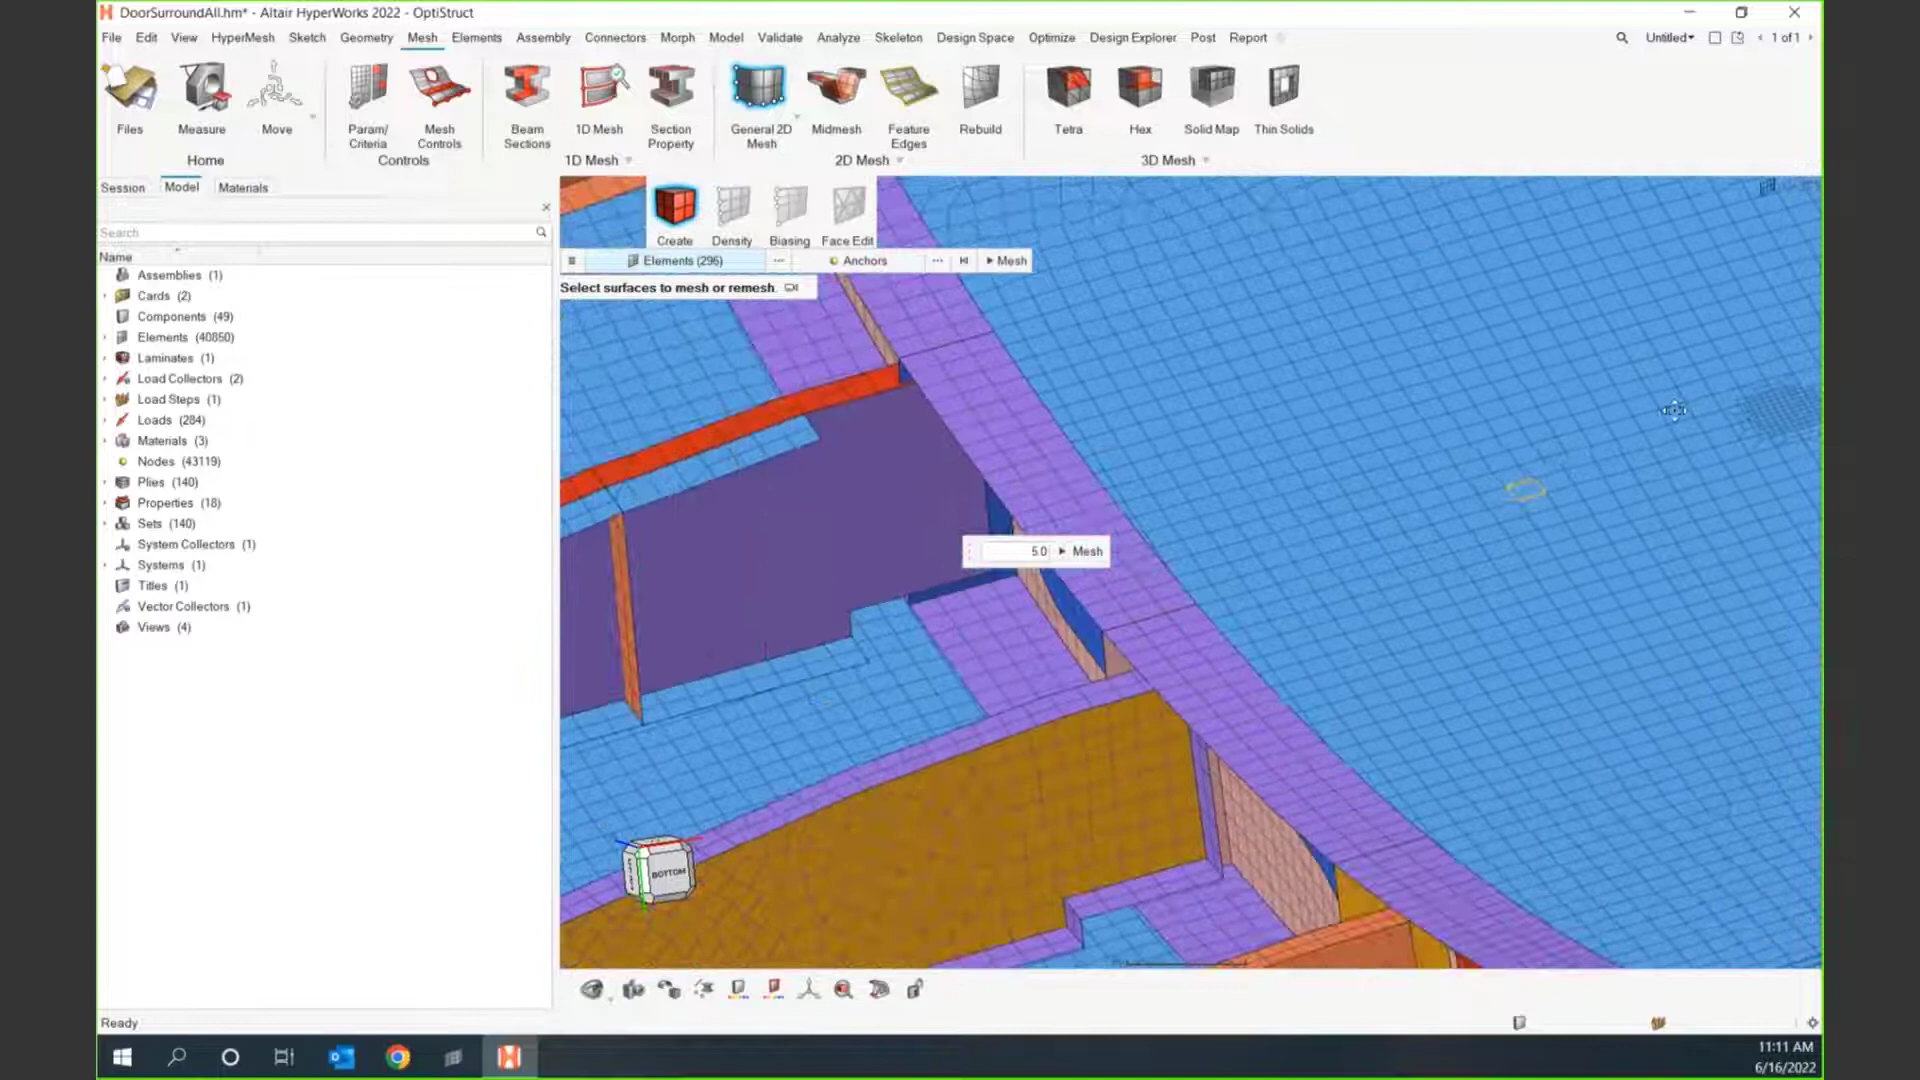 DoorSurroundAll.hm* - Altair HyperWorks 2022 - OptiStruct
File Edit View HyperMesh Sketch Geometry Mesh Elements Assembly Connectors Morph Model Validate Analyze Skeleton Design Space Optimize Design Explorer Post Report Untitled 1 of 1
Files Measure Move Param/ Criteria Mesh Controls Beam Sections 1D Mesh Section Property General 2D Mesh Midmesh Feature Edges Rebuild Tetra Hex Solid Map Thin Solids
Home Controls 1D Mesh 2D Mesh 3D Mesh
Session Model Materials
Create Density Biasing Face Edit
Search
Elements (296) ... Anchors ... Mesh
Select surfaces to mesh or remesh.
Name
Assemblies (1)
Cards (2)
Components (49)
Elements (40850)
Laminates (1)
Load Collectors (2)
Load Steps (1)
Loads (284)
Materials (3)
Nodes (43119)
Plies (140)
Properties (18)
Sets (140)
System Collectors (1)
Systems (1)
Titles (1)
Vector Collectors (1)
Views (4)
5.0 Mesh
BOTTOM
Ready
11:11 AM
6/16/2022